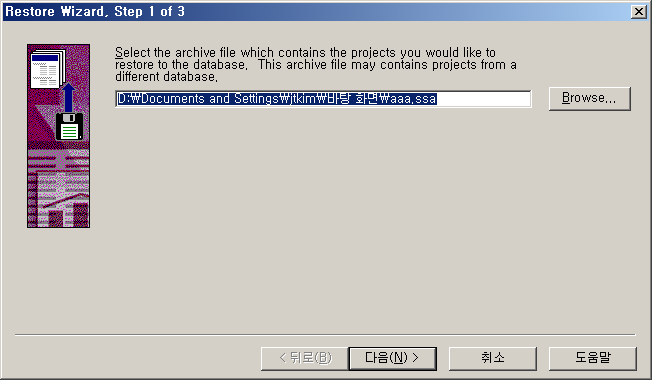 Restore Wizard, Step 1 of 3
Select the archive file which contains the projects you would like to
restore to the database.  This archive file may contains projects from a
different database.
D:₩Documents and Settings₩jtkim₩바탕 화면₩aaa.ssa
Browse...
< 뒤로(B)
다음(N) >
취소
도움말